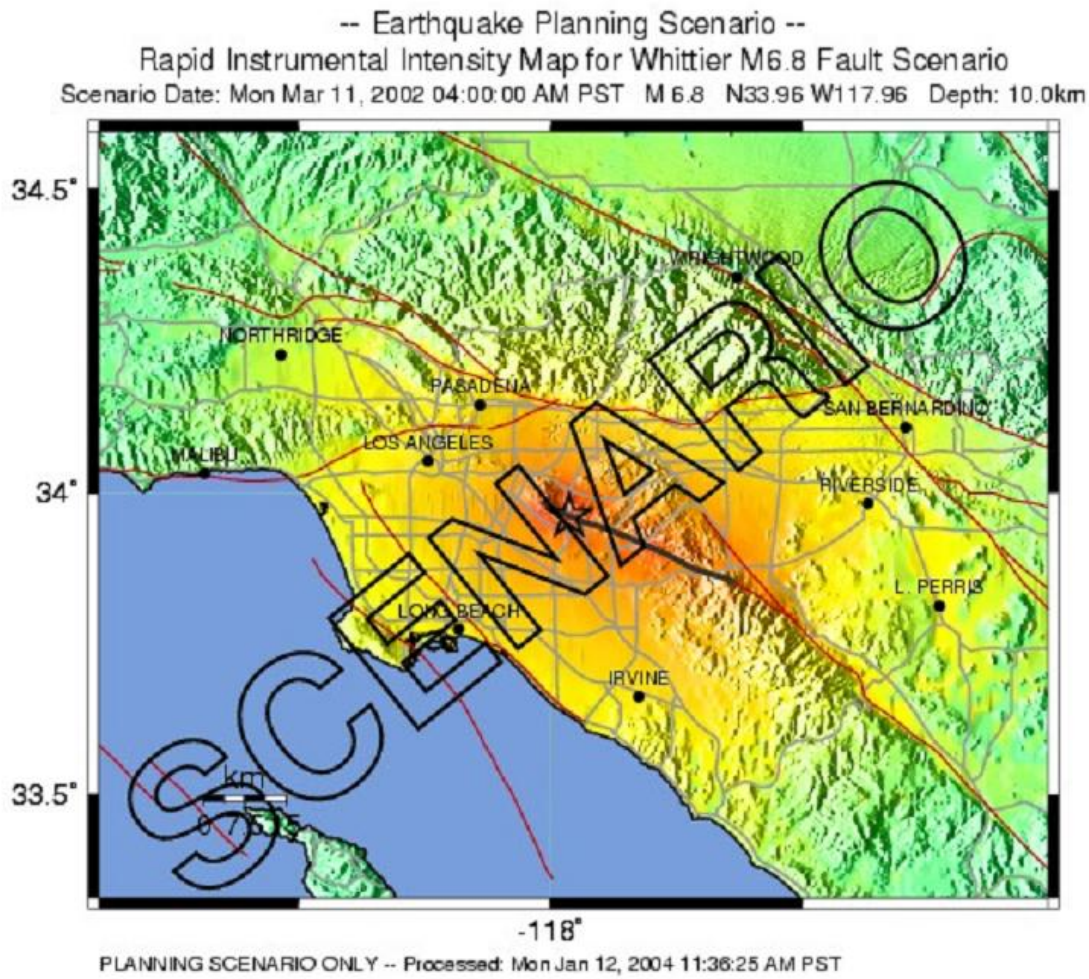 -- Earthquake Planning Scenario --
Rapid Instrumental Intensity Map for Whittier M6.8 Fault Scenario
Scenario Date: Mon Mar 11, 2002 04:00:00 AM PST M 6.8 N33.96 W117.96 Depth: 10.0km
34.5°
WRIGHTWOOD
NORTHRIDGE
PASADENA
SAN BERNARDINO
LOS ANGELES
MALIBU
34°
RIVERSIDE
L. PERRIS
LONG BEACH
IRVINE
SCENARIO
km
33.5°
-118°
PLANNING SCENARIO ONLY -- Processed: Mon Jan 12, 2004 11:36:25 AM PST